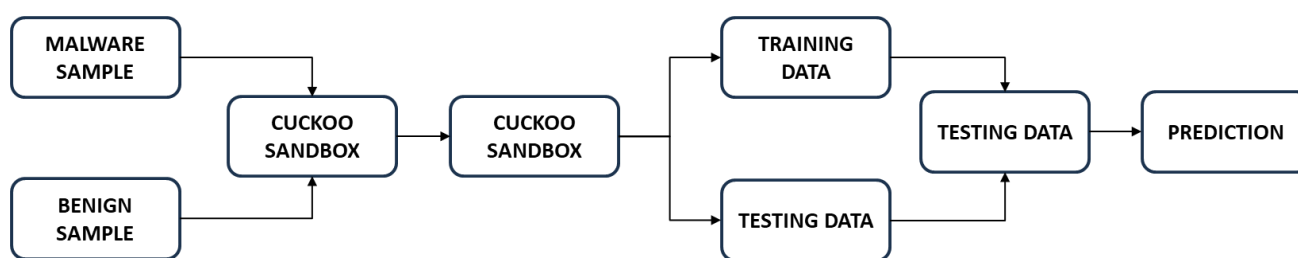 MALWARE
SAMPLE
BENIGN
SAMPLE
CUCKOO
SANDBOX
CUCKOO
SANDBOX
TRAINING
DATA
TESTING DATA
TESTING DATA
PREDICTION